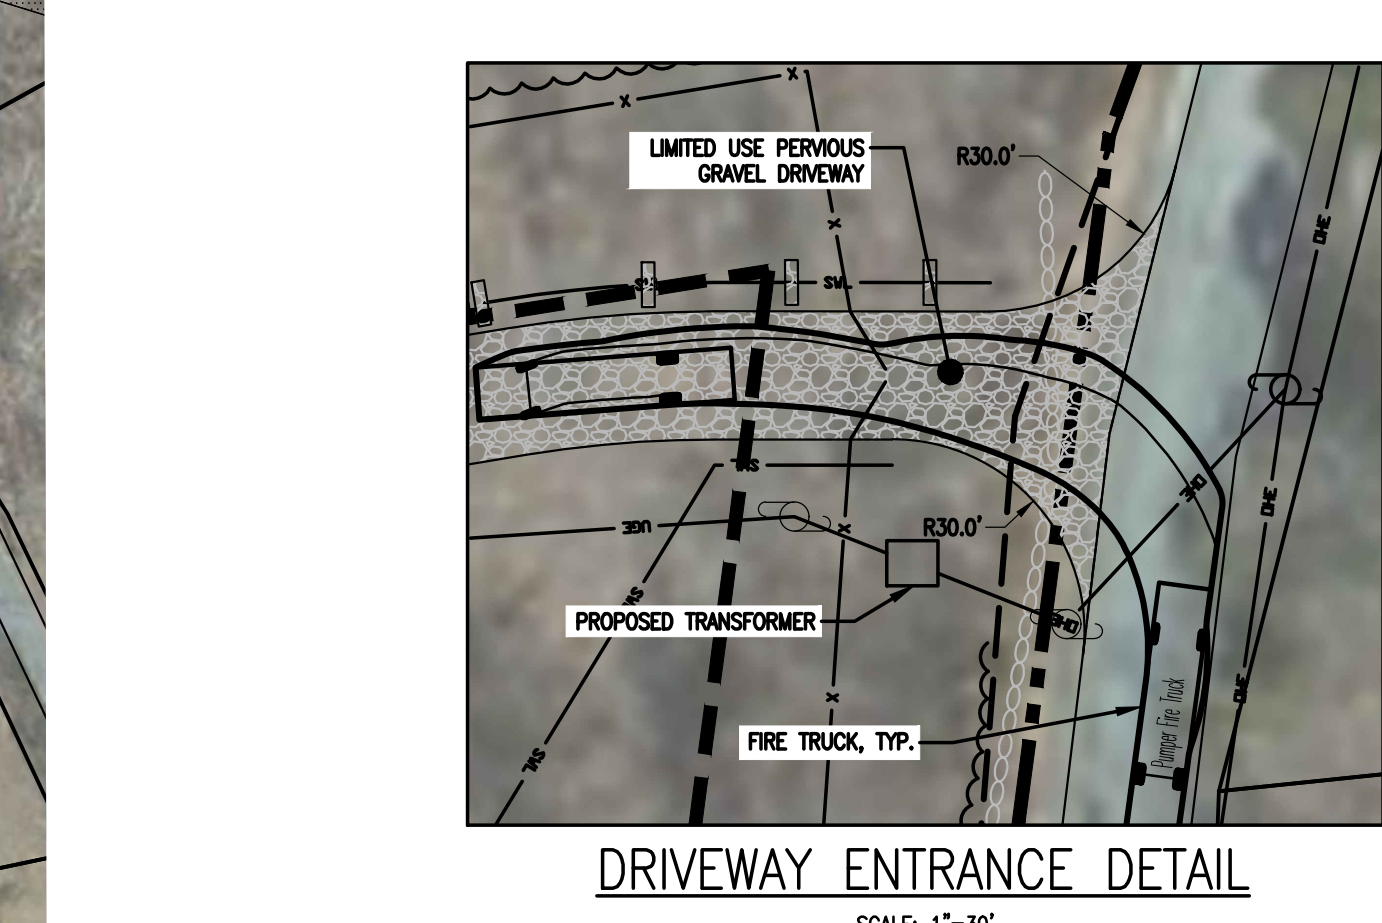 X
X
LIMITED USE PERVIOUS
GRAVEL DRIVEWAY
R30.0'
X
OHE
SWL
SWL
SWL
OHE
OHE
UGE
X
R30.0'
SWL
PROPOSED TRANSFORMER
OHE
OHE
X
Pumper Fire Truck
FIRE TRUCK, TYP.
SWL
DRIVEWAY ENTRANCE DETAIL
SCALE: 1"=30'